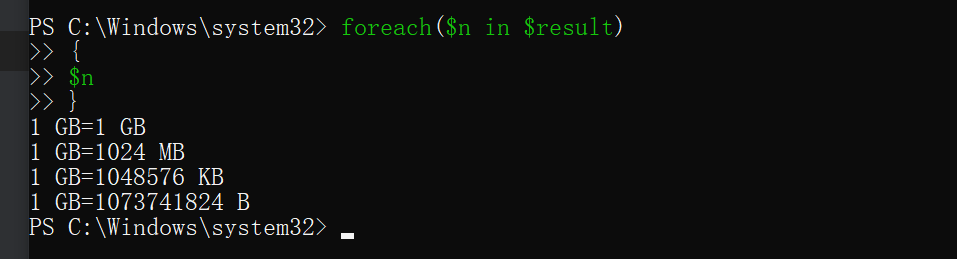 PS C:\Windows\system32> foreach($n in $result)
>> {
>> $n
>> }
1 GB=1 GB
1 GB=1024 MB
1 GB=1048576 KB
1 GB=1073741824 B
PS C:\Windows\system32>